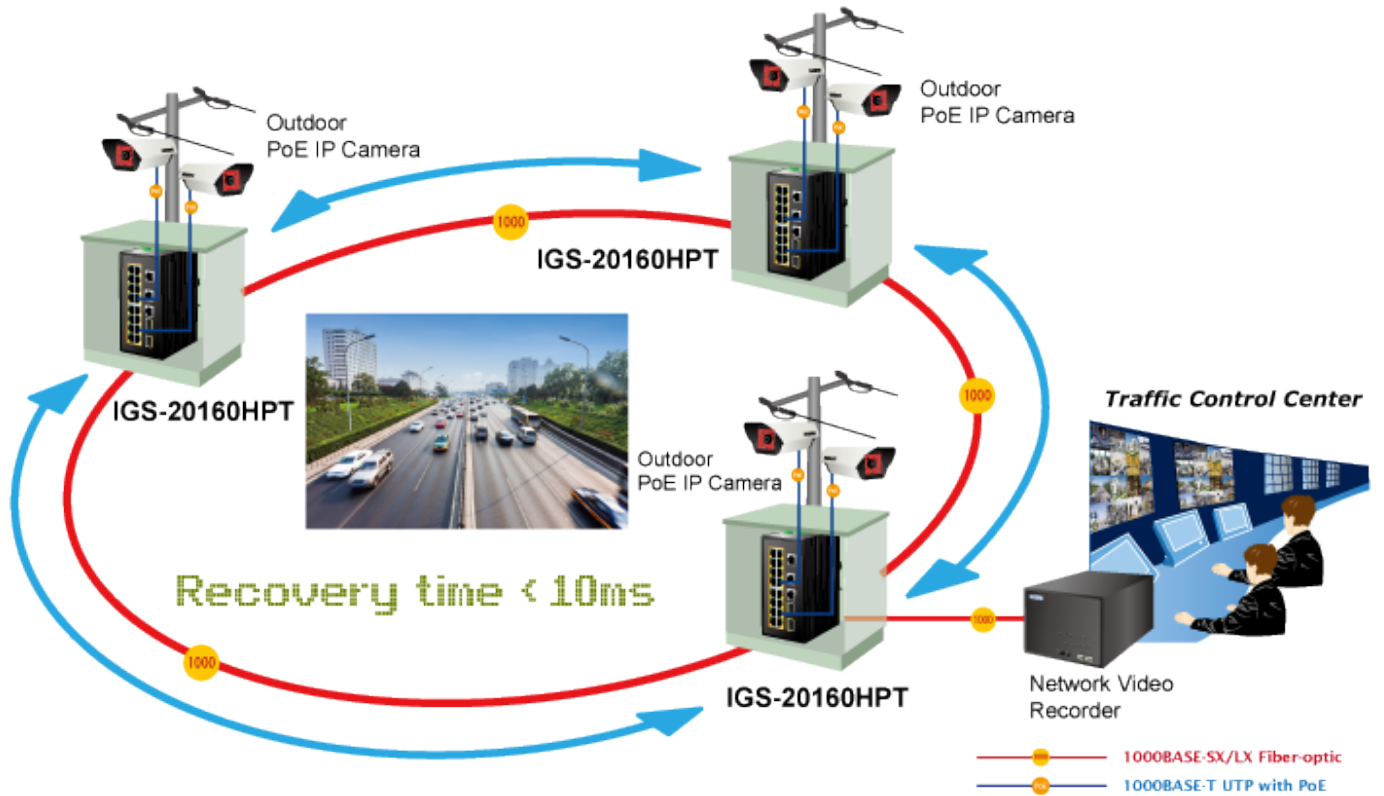 Outdoor
PoE IP Camera
Outdoor
PoE IP Camera
1000
IGS-20160HPT
IGS-20160HPT
1000
Traffic Control Center
Outdoor
PoE IP Camera
Recovery time < 10ms
1000
1000
IGS-20160HPT
Network Video
Recorder
1000BASE-SX/LX Fiber-optic
1000BASE-T UTP with PoE